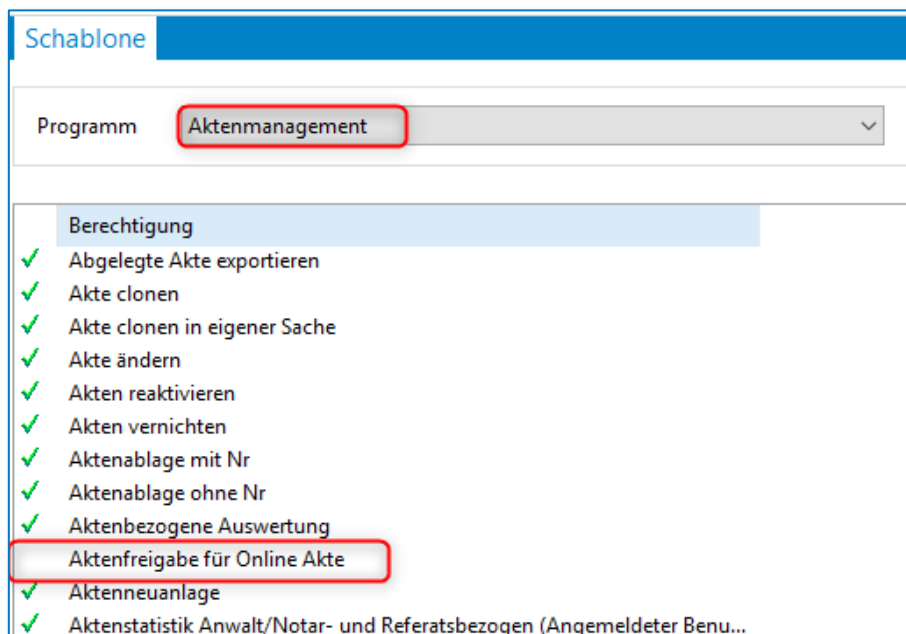 Schablone
Programm Aktenmanagement
Berechtigung
Abgelegte Akte exportieren
Akte clonen
Akte clonen in eigener Sache
Akte ändern
Akten reaktivieren
Akten vernichten
Aktenablage mit Nr
Aktenablage ohne Nr
Aktenbezogene Auswertung
Aktenfreigabe für Online Akte
Aktenneuanlage
Aktenstatistik Anwalt/Notar- und Referatsbezogen (Angemeldeter Benu...